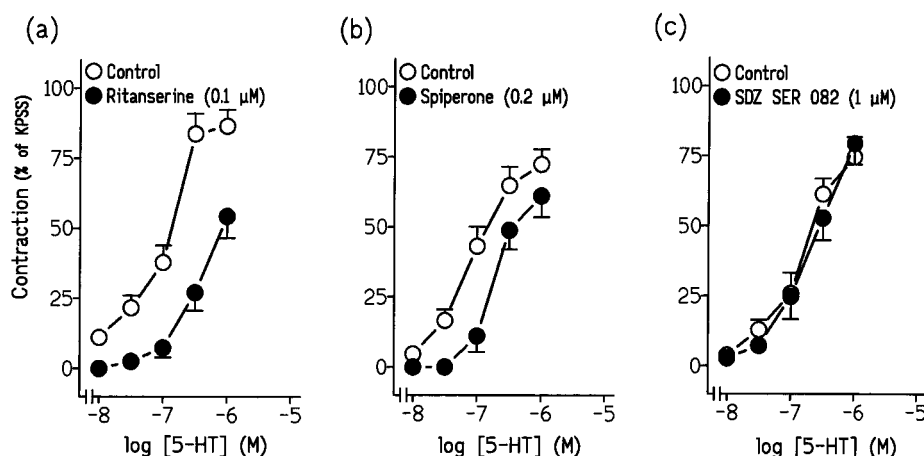 (a)
Control
Ritanserine (0.1 μM)
100
75
50
25
0
Contraction (% of KPSS)
-8
-7
-6
-5
log [5-HT] (M)
(b)
Control
Spiperone (0.2 μM)
100
75
50
25
0
-8
-7
-6
-5
log [5-HT] (M)
(c)
Control
SDZ SER 082 (1 μM)
100
75
50
25
0
-8
-7
-6
-5
log [5-HT] (M)